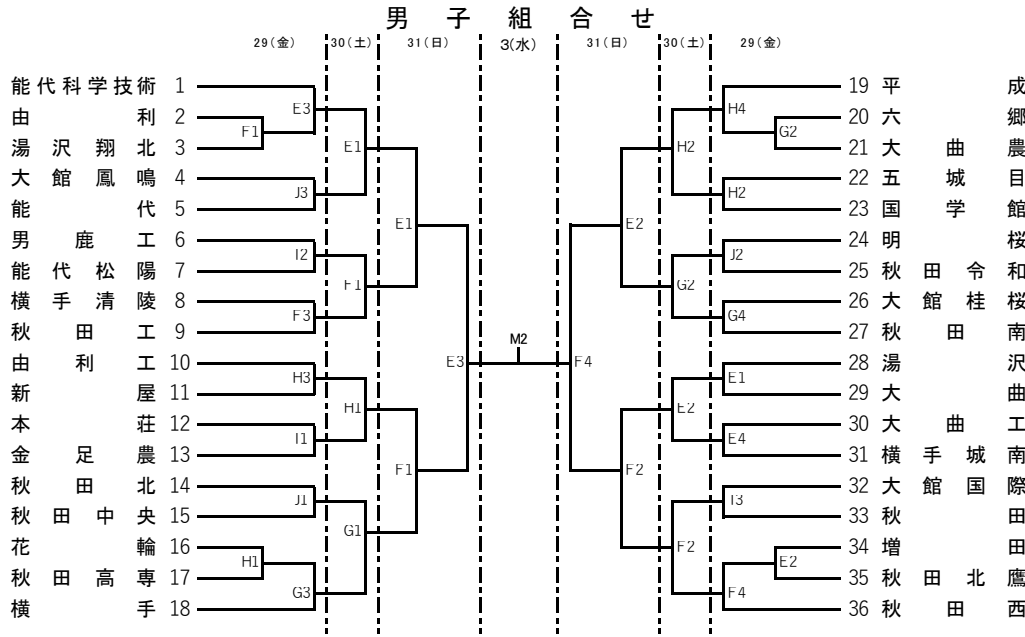 男子組合せ
29(金) 30(土) 31(日) 3(水) 31(日) 30(土) 29(金)
能代科学技術 1 19 平成
E3 H4
由利 2 20 六郷
F1 G2
湯沢翔北 3 21 大曲農
E1 H2
大館鳳鳴 4 22 五城目
J3 H2
能代 5 23 国学館
E1 E2
男鹿工 6 24 明桜
I2 J2
能代松陽 7 25 秋田令和
F1 G2
横手清陵 8 26 大館桂桜
F3 G4
秋田工 9 27 秋田南
M2
由利工 10 E3 F4 28 湯沢
H3 E1
新屋 11 29 大曲
H1 E2
本荘 12 30 大曲工
I1 E4
金足農 13 31 横手城南
F1 F2
秋田北 14 32 大館国際
J1 I3
秋田中央 15 33 秋田
G1 F2
花輪 16 34 増田
H1 E2
秋田高専 17 35 秋田北鷹
G3 F4
横手 18 36 秋田西